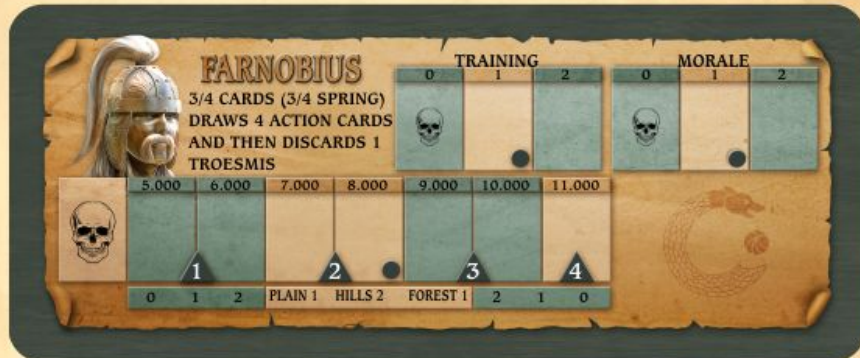 FARNOBIUS
3/4 CARDS (3/4 SPRING)
DRAWS 4 ACTION CARDS
AND THEN DISCARDS 1
TROESMIS
TRAINING
0 1 2
MORALE
0 1 2
5.000 6.000 7.000 8.000 9.000 10.000 11.000
1 2 3 4
0 1 2 PLAIN 1 HILLS 2 FOREST 1 2 1 0